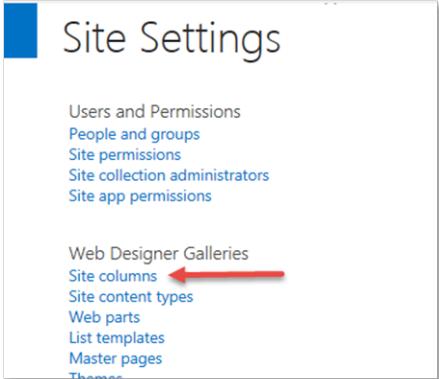 Site Settings
Users and Permissions
People and groups
Site permissions
Site collection administrators
Site app permissions
Web Designer Galleries
Site columns
Site content types
Web parts
List templates
Master pages
Themes